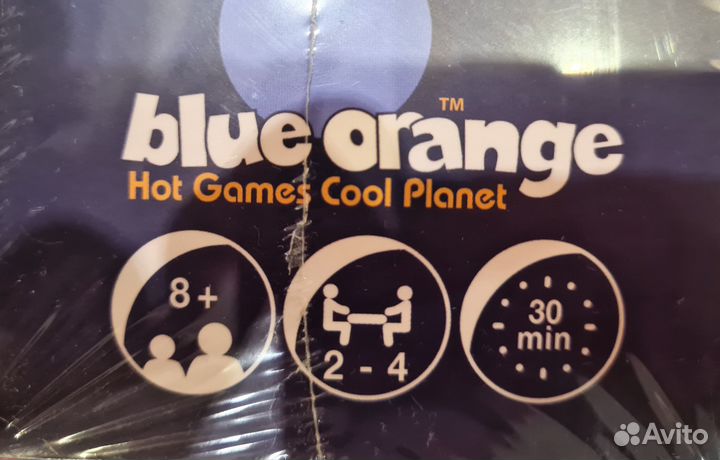 blue orange™
Hot Games Cool Planet
8+
2 - 4
30
min
Avito